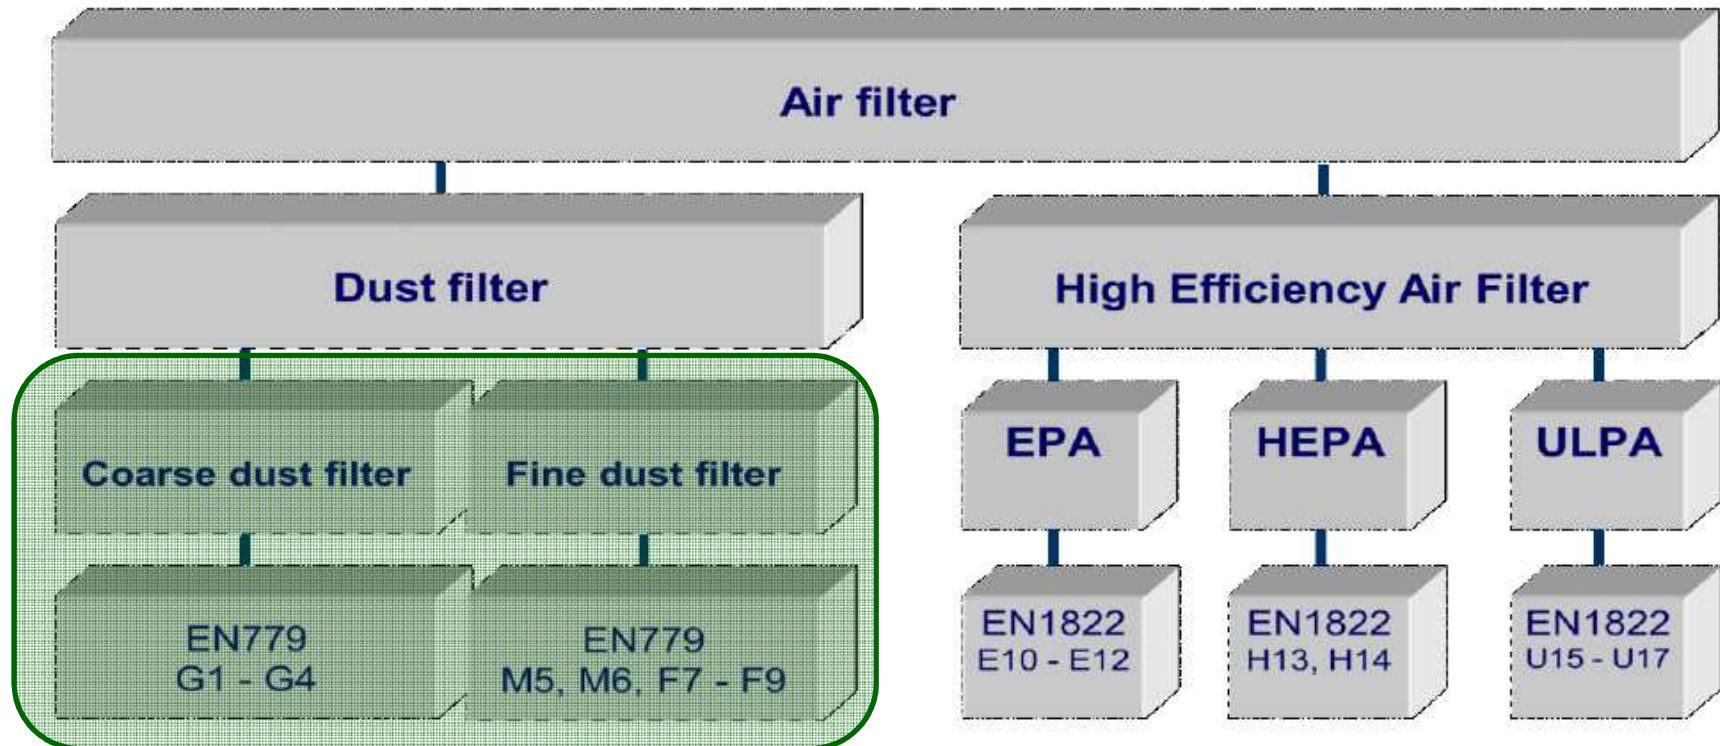 Air filter
Dust filter
High Efficiency Air Filter
Coarse dust filter
Fine dust filter
EPA
HEPA
ULPA
EN779
G1 - G4
EN779
M5, M6, F7 - F9
EN1822
E10 - E12
EN1822
H13, H14
EN1822
U15 - U17